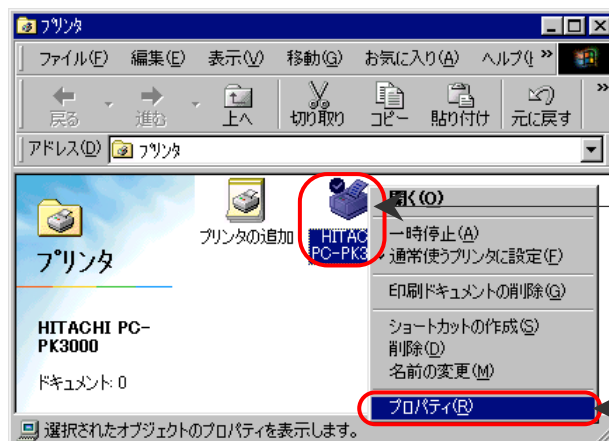 プリンタ
ファイル(F) 編集(E) 表示(V) 移動(G) お気に入り(A) ヘルプ( »
戻る 進む 上へ 切り取り コピー 貼り付け 元に戻す »
アドレス(D) プリンタ
プリンタ
HITACHI PC-
PK3000
ドキュメント: 0
プリンタの追加
HITAC
PC-PK3
開く(O)
一時停止(A)
通常使うプリンタに設定(F)
印刷ドキュメントの削除(G)
ショートカットの作成(S)
削除(D)
名前の変更(M)
プロパティ(R)
選択されたオブジェクトのプロパティを表示します。